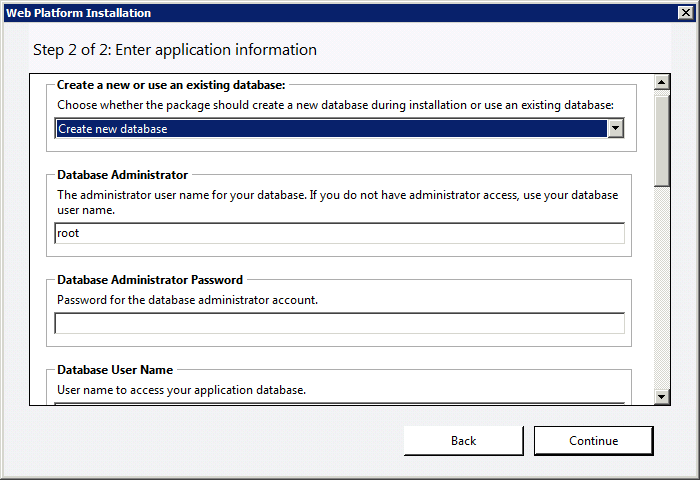 Web Platform Installation
Step 2 of 2: Enter application information
Create a new or use an existing database:
Choose whether the package should create a new database during installation or use an existing database:
Create new database
Database Administrator
The administrator user name for your database. If you do not have administrator access, use your database
user name.
root
Database Administrator Password
Password for the database administrator account.
Database User Name
User name to access your application database.
Back
Continue